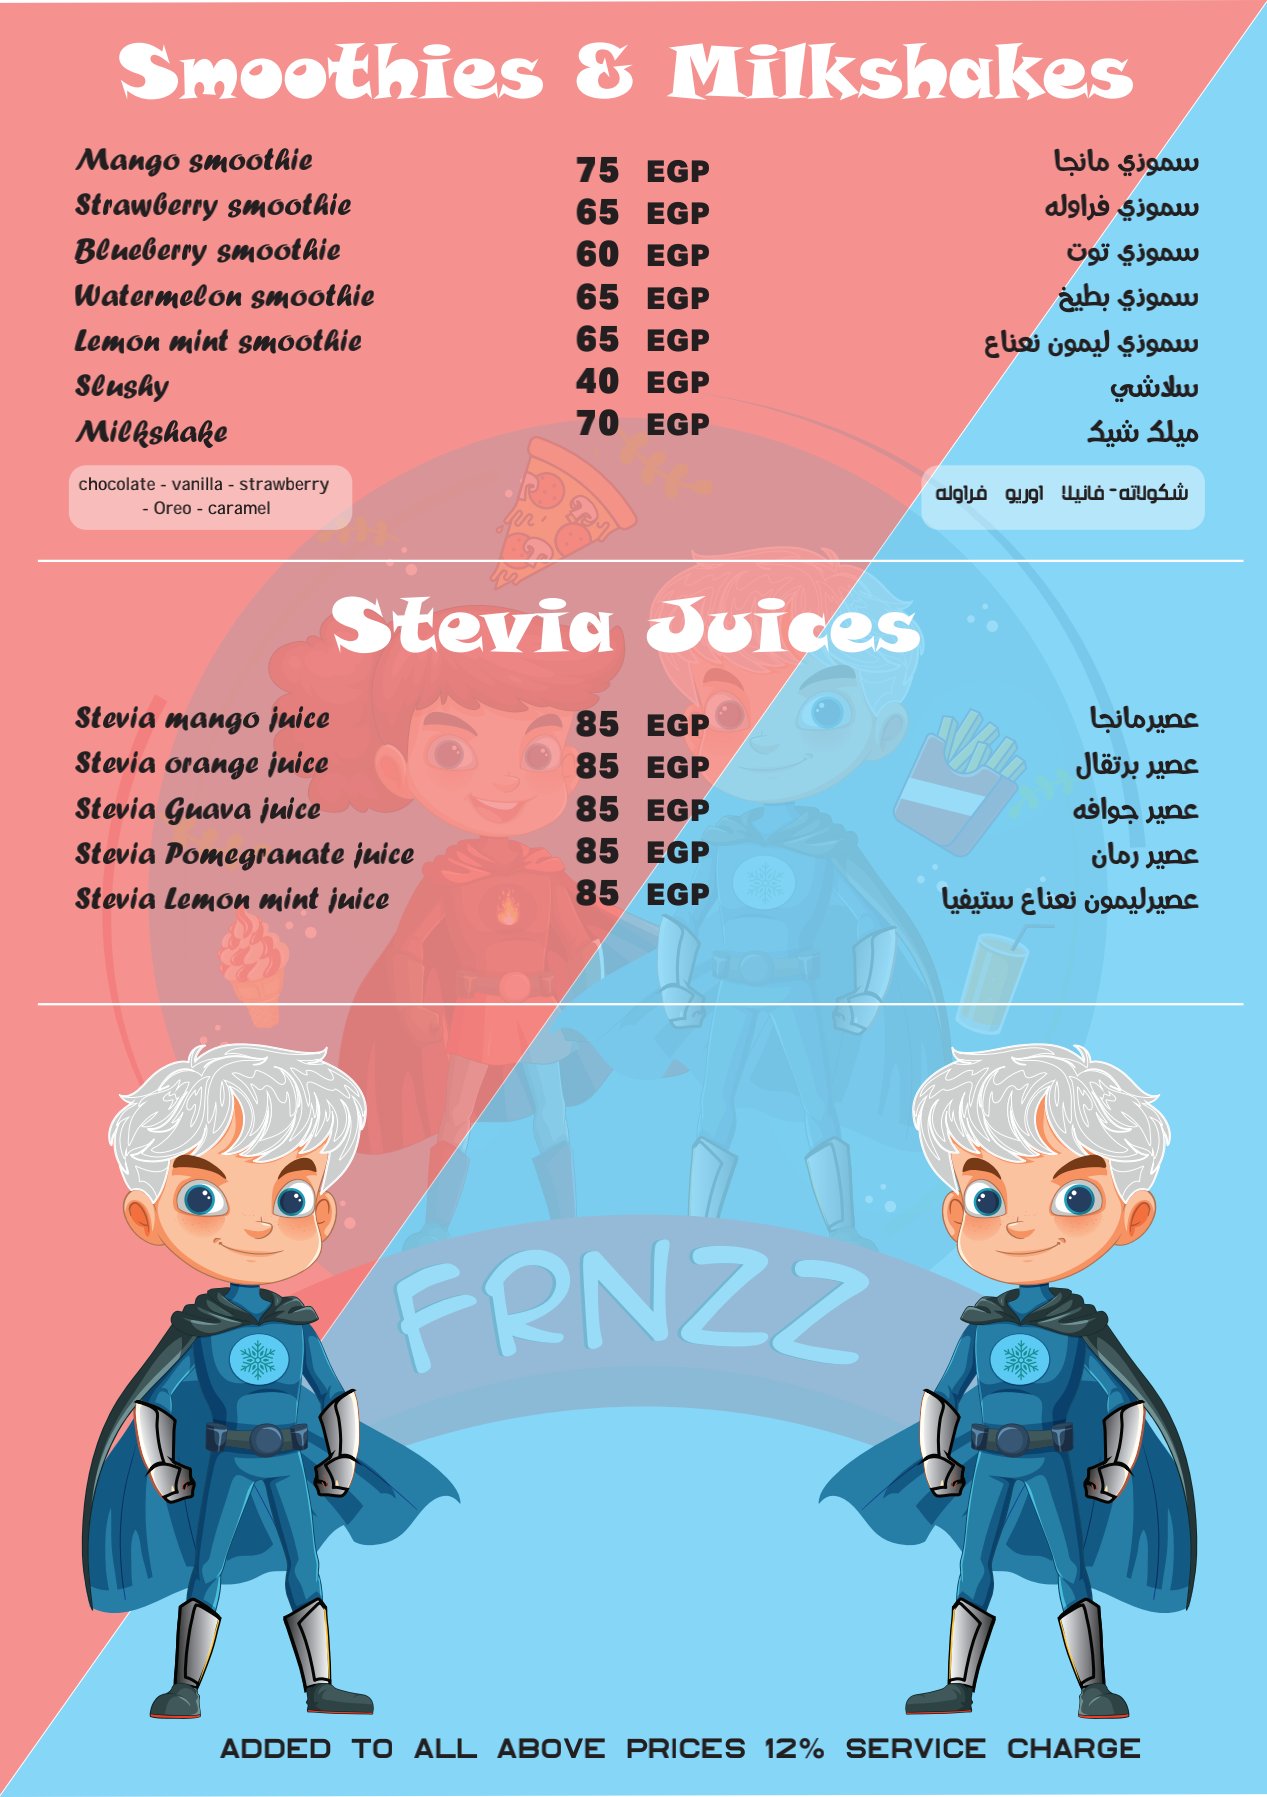 Smoothies & Milkshakes
Mango smoothie 75 EGP سموزي مانجا
Strawberry smoothie 65 EGP سموزي فراوله
Blueberry smoothie 60 EGP سموزي توت
Watermelon smoothie 65 EGP سموزي بطيخ
Lemon mint smoothie 65 EGP سموزي ليمون نعناع
Slushy 40 EGP سلاشي
Milkshake 70 EGP ميلك شيك
chocolate - vanilla - strawberry
- Oreo - caramel
شكولاته - فانيلا اوريو فراوله
Stevia Juices
Stevia mango juice 85 EGP عصيرمانجا
Stevia orange juice 85 EGP عصير برتقال
Stevia Guava juice 85 EGP عصير جوافه
Stevia Pomegranate juice 85 EGP عصير رمان
Stevia Lemon mint juice 85 EGP عصيرليمون نعناع ستيفيا
FRNZZ
ADDED TO ALL ABOVE PRICES 12% SERVICE CHARGE